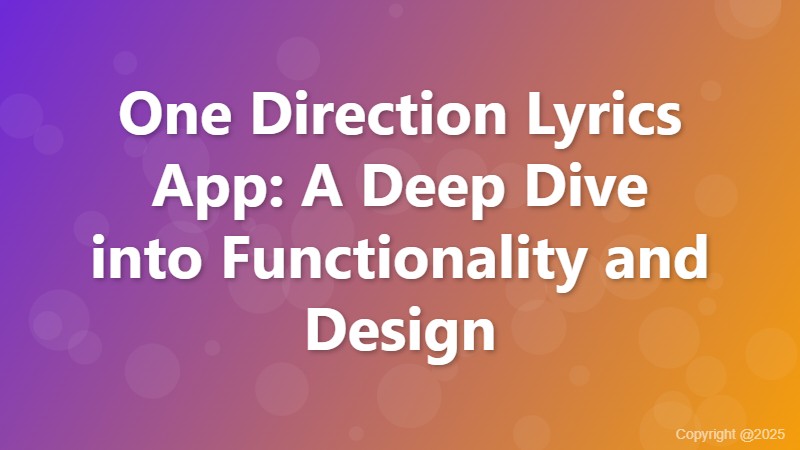 One Direction Lyrics
App: A Deep Dive
into Functionality and
Design
Copyright @2025